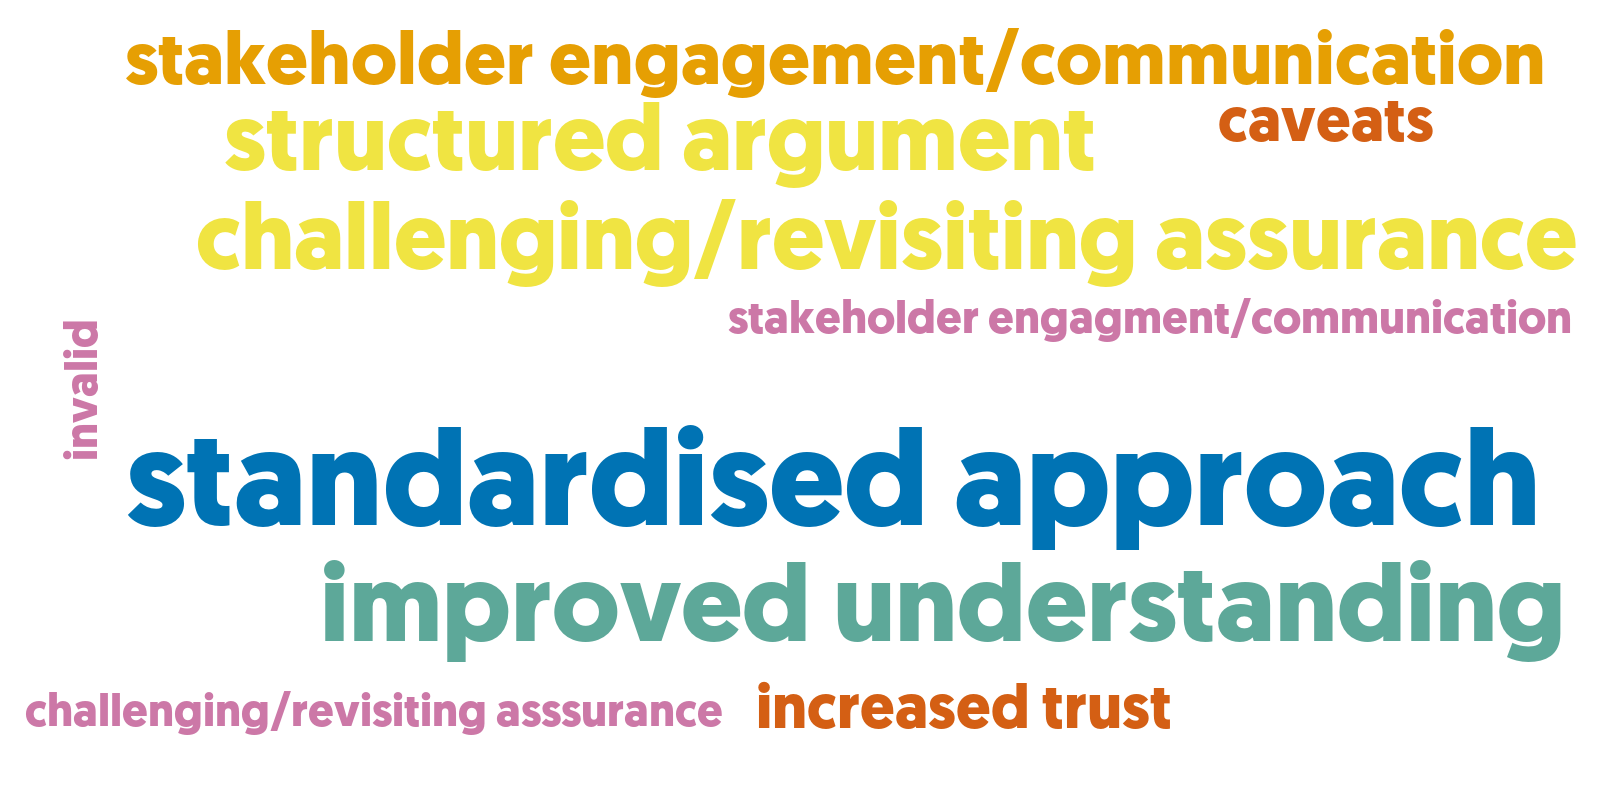 stakeholder engagement/communication
structured argument
caveats
challenging/revisiting assurance
stakeholder engagment/communication
invalid
standardised approach
improved understanding
challenging/revisiting asssurance
increased trust